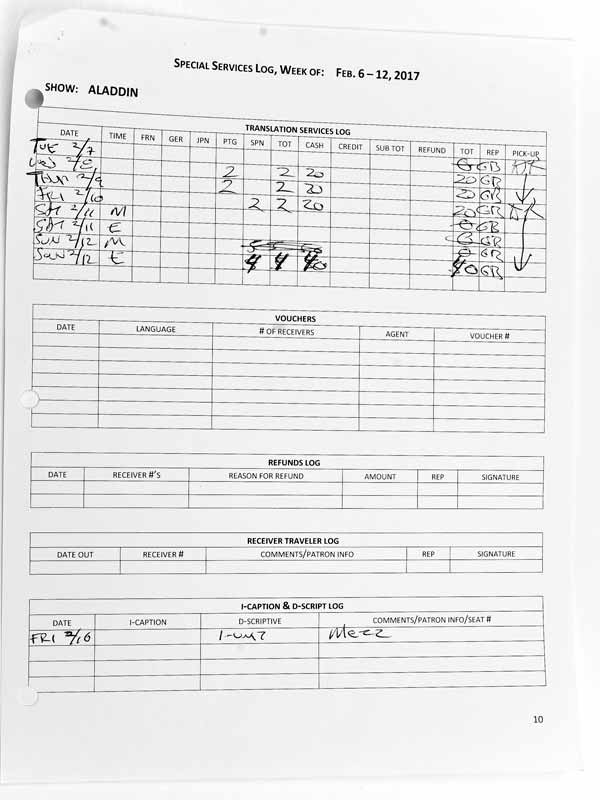 SPECIAL SERVICES LOG, WEEK OF: FEB. 6 – 12, 2017
SHOW: ALADDIN
TRANSLATION SERVICES LOG
DATE TIME FRN GER JPN PTG SPN TOT CASH CREDIT SUB TOT REFUND TOT REP PICK-UP
TUE 2/7 0 GB
WED 2/8 2 2 20 20 GB
THUR 2/9 2 2 20 20 GB
FRI 2/10 2 2 20 20 GB
SAT 2/11 M 0 GB
SAT 2/11 E 0 GB
SUN 2/12 M 5 5 50 0 GB
SUN 2/12 E 4 4 40 40 GB
VOUCHERS
DATE LANGUAGE # OF RECEIVERS AGENT VOUCHER #
REFUNDS LOG
DATE RECEIVER #'S REASON FOR REFUND AMOUNT REP SIGNATURE
RECEIVER TRAVELER LOG
DATE OUT RECEIVER # COMMENTS/PATRON INFO REP SIGNATURE
I-CAPTION & D-SCRIPT LOG
DATE I-CAPTION D-SCRIPTIVE COMMENTS/PATRON INFO/SEAT #
FRI 2/10 Mezz
10